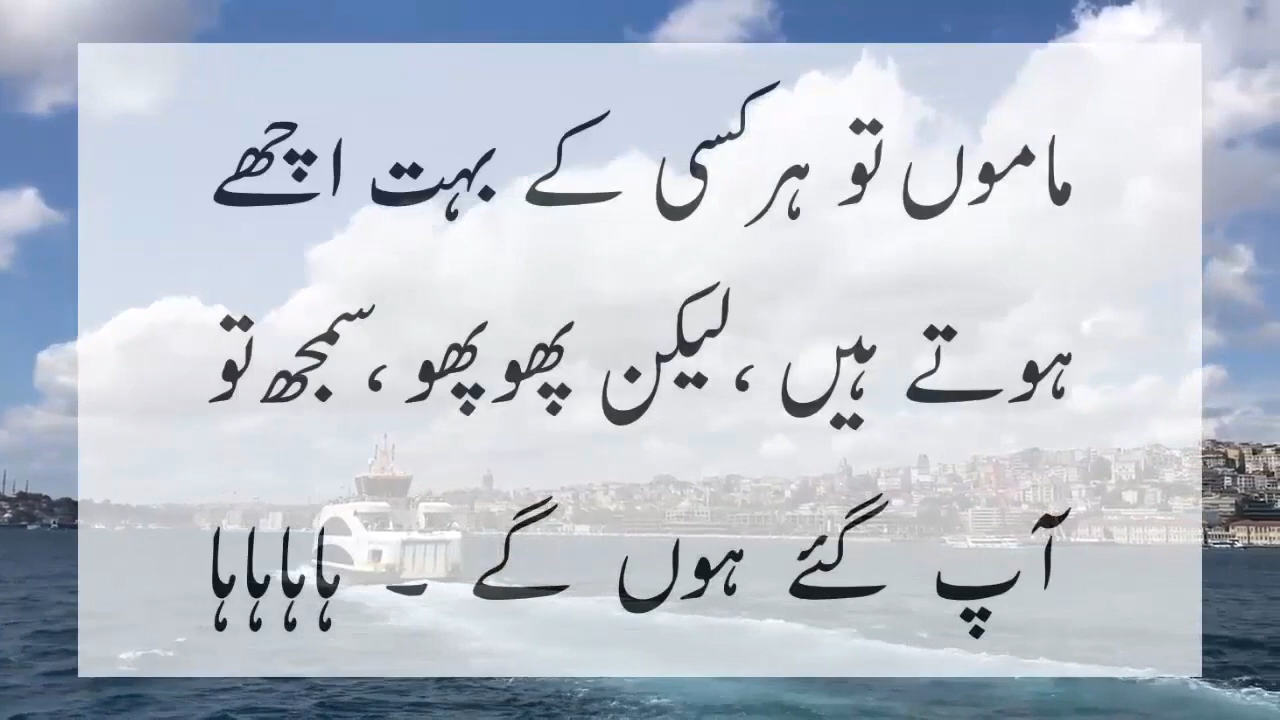 ماموں تو ہر کسی کے بہت اچھے
ہوتے ہیں ، لیکن پھوپھو ، سمجھ تو
آپ گئے ہوں گے ۔ ہاہاہاہا